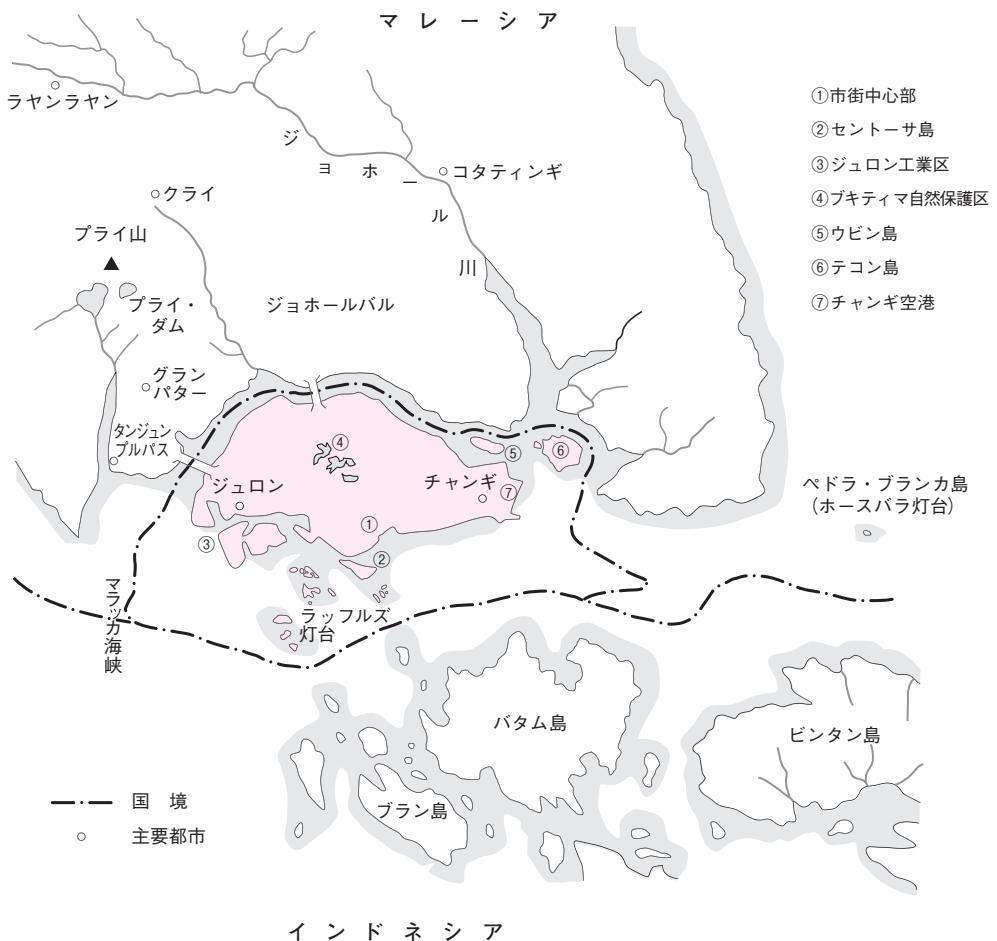 マレーシア
ラヤンラヤン
ジョホール川
コタティンギ
クライ
プライ山
プライ・
ダム
ジョホールバル
グラン
パター
タンジュン
プルパス
④
⑤
⑥
ジュロン
チャンギ
⑦
①
③
②
ラッフルズ
灯台
マラッカ海峡
ペドラ・ブランカ島
(ホースバラ灯台)
バタム島
ビンタン島
ブラン島
①市街中心部
②セントーサ島
③ジュロン工業区
④ブキティマ自然保護区
⑤ウビン島
⑥テコン島
⑦チャンギ空港
国 境
主要都市
インドネシア